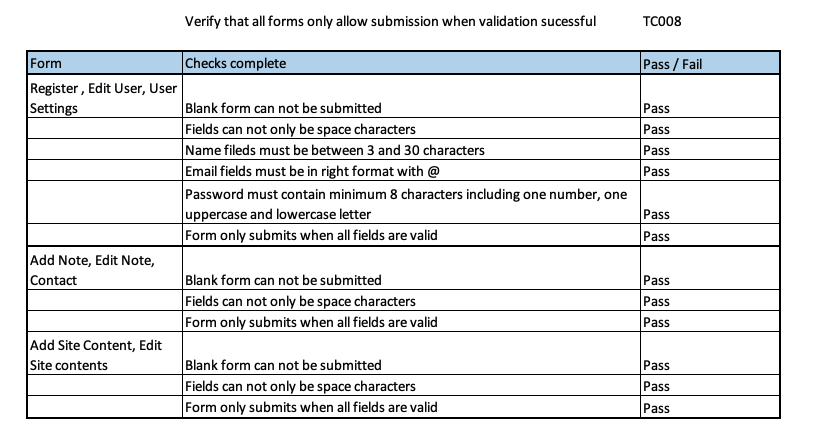 Verify that all forms only allow submission when validation sucessful TC008
Form Checks complete Pass / Fail
Register , Edit User, User
Settings Blank form can not be submitted Pass
Fields can not only be space characters Pass
Name fileds must be between 3 and 30 characters Pass
Email fields must be in right format with @ Pass
Password must contain minimum 8 characters including one number, one
uppercase and lowercase letter Pass
Form only submits when all fields are valid Pass
Add Note, Edit Note,
Contact Blank form can not be submitted Pass
Fields can not only be space characters Pass
Form only submits when all fields are valid Pass
Add Site Content, Edit
Site contents Blank form can not be submitted Pass
Fields can not only be space characters Pass
Form only submits when all fields are valid Pass